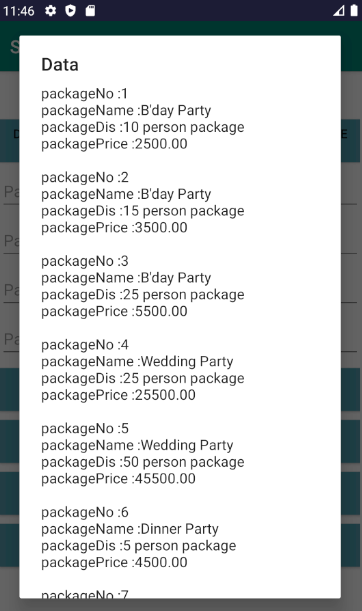 11:46
S
Data
packageNo :1
packageName :B'day Party
packageDis :10 person package
packagePrice :2500.00
packageNo :2
packageName :B'day Party
packageDis :15 person package
packagePrice :3500.00
packageNo :3
packageName :B'day Party
packageDis :25 person package
packagePrice :5500.00
packageNo :4
packageName :Wedding Party
packageDis :25 person package
packagePrice :25500.00
packageNo :5
packageName :Wedding Party
packageDis :50 person package
packagePrice :45500.00
packageNo :6
packageName :Dinner Party
packageDis :5 person package
packagePrice :4500.00
packageNo :7